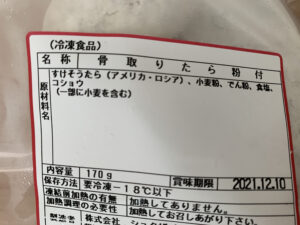 (冷凍食品)
名称 骨取りたら粉付
原材料名 すけそうたら(アメリカ・ロシア)、小麦粉、でん粉、食塩、
コショウ
(一部に小麦を含む)
内容量 170g 賞味期限 2021.12.10
保存方法 要冷凍-18℃以下
凍結前加熱の有無 加熱してありません。
加熱調理の必要性 加熱してお召しあがり下さい。
製造者 株式会社